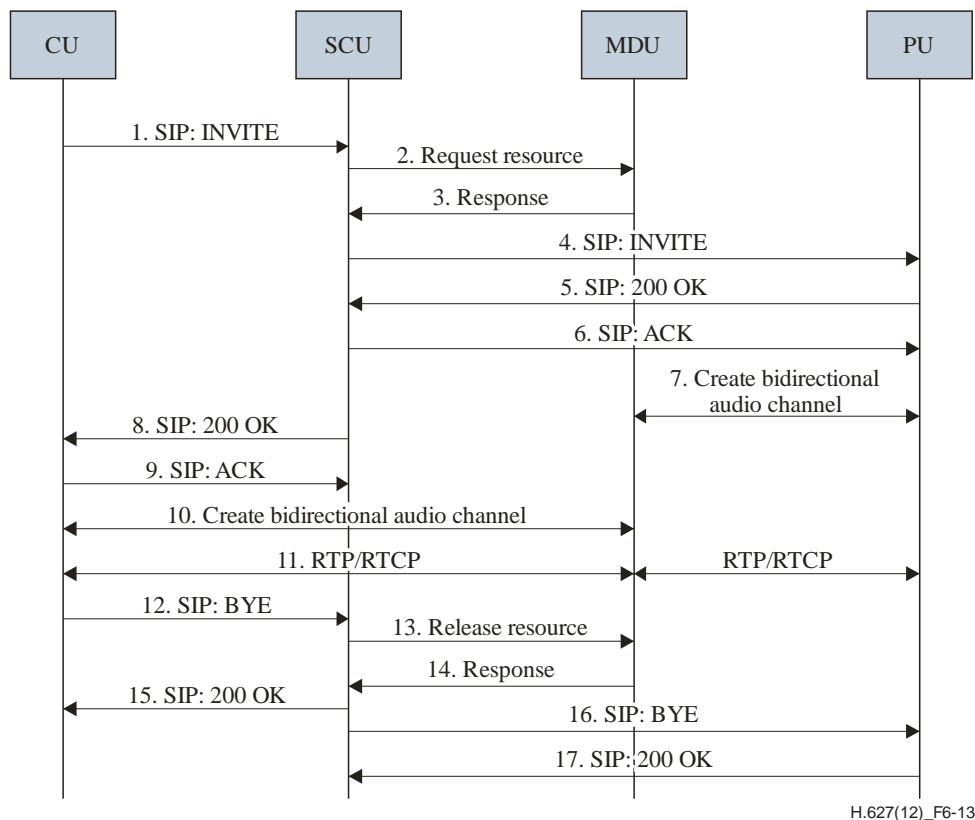 CU
SCU
MDU
PU
1. SIP: INVITE
2. Request resource
3. Response
4. SIP: INVITE
5. SIP: 200 OK
6. SIP: ACK
7. Create bidirectional
audio channel
8. SIP: 200 OK
9. SIP: ACK
10. Create bidirectional audio channel
11. RTP/RTCP
RTP/RTCP
12. SIP: BYE
13. Release resource
14. Response
15. SIP: 200 OK
16. SIP: BYE
17. SIP: 200 OK
H.627(12)_F6-13